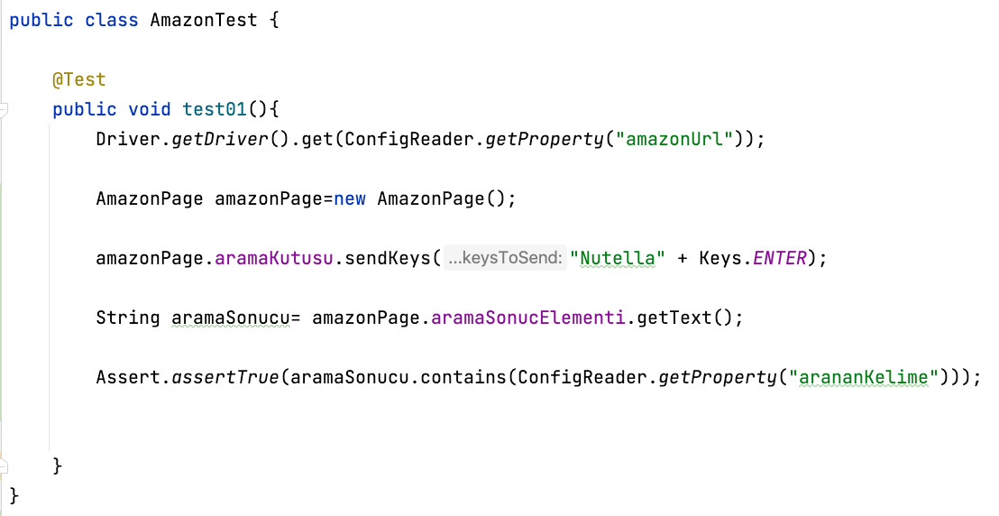 public class AmazonTest {
@Test
public void test01(){
Driver.getDriver().get(ConfigReader.getProperty("amazonUrl"));
AmazonPage amazonPage=new AmazonPage();
amazonPage.aramaKutusu.sendKeys( ...keysToSend: "Nutella" + Keys.ENTER);
String aramaSonucu= amazonPage.aramaSonucElementi.getText();
Assert.assertTrue(aramaSonucu.contains(ConfigReader.getProperty("arananKelime")));
}
}